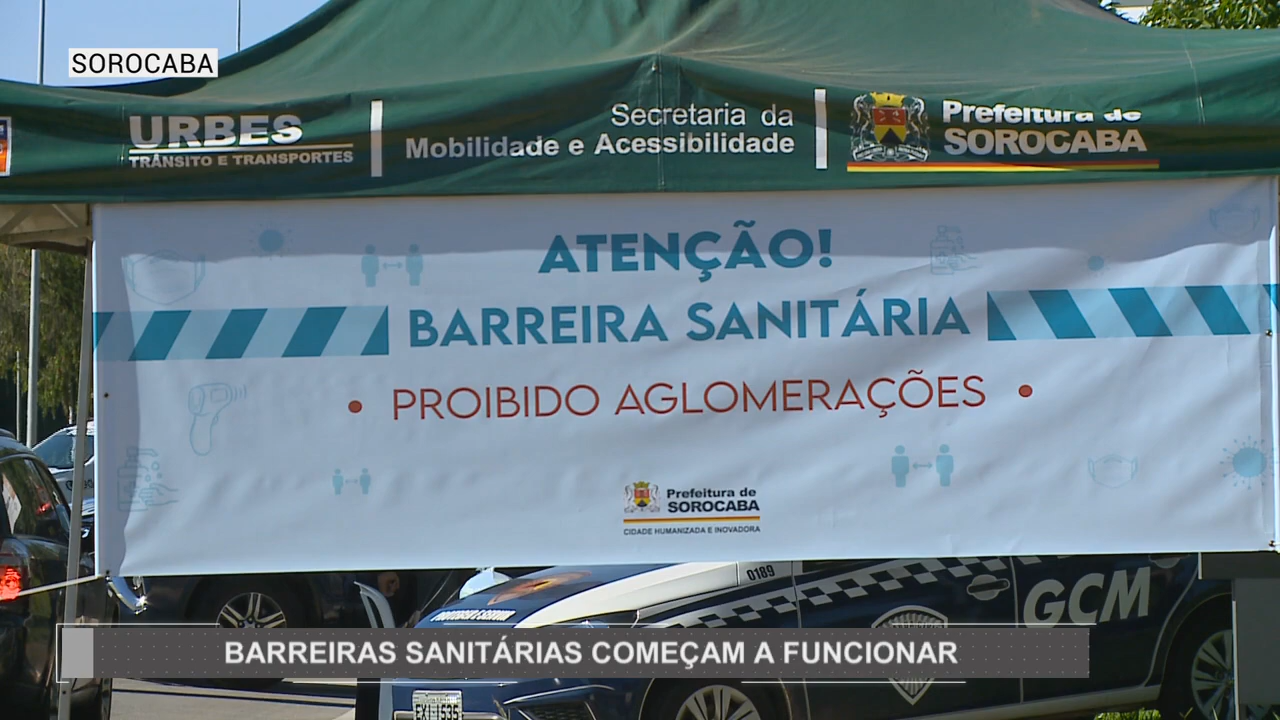 SOROCABA
URBES
TRÂNSITO E TRANSPORTES
Secretaria da
Mobilidade e Acessibilidade
Prefeitura de
SOROCABA
ATENÇÃO!
BARREIRA SANITÁRIA
• PROIBIDO AGLOMERAÇÕES •
Prefeitura de
SOROCABA
CIDADE HUMANIZADA E INOVADORA
0189
GCM
BARREIRAS SANITÁRIAS COMEÇAM A FUNCIONAR